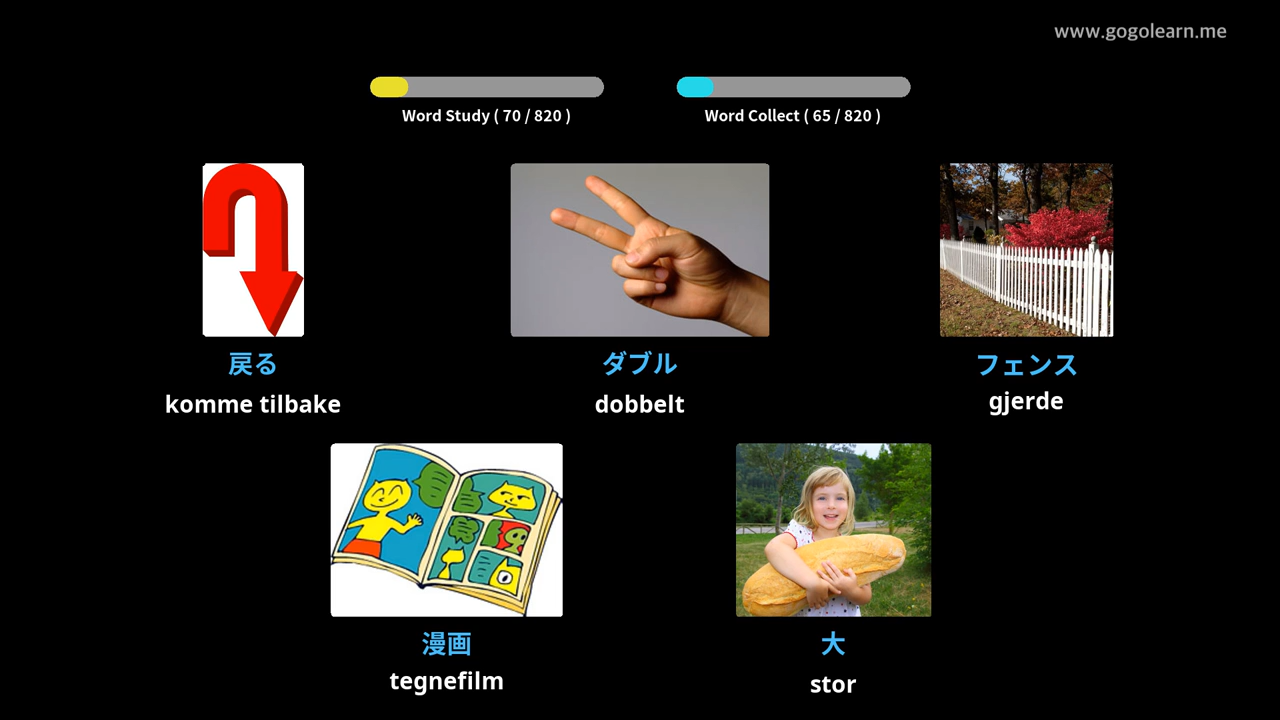 www.gogolearn.me
Word Study ( 70 / 820 )
Word Collect ( 65 / 820 )
戻る
komme tilbake
ダブル
dobbelt
フェンス
gjerde
漫画
tegnefilm
大
stor